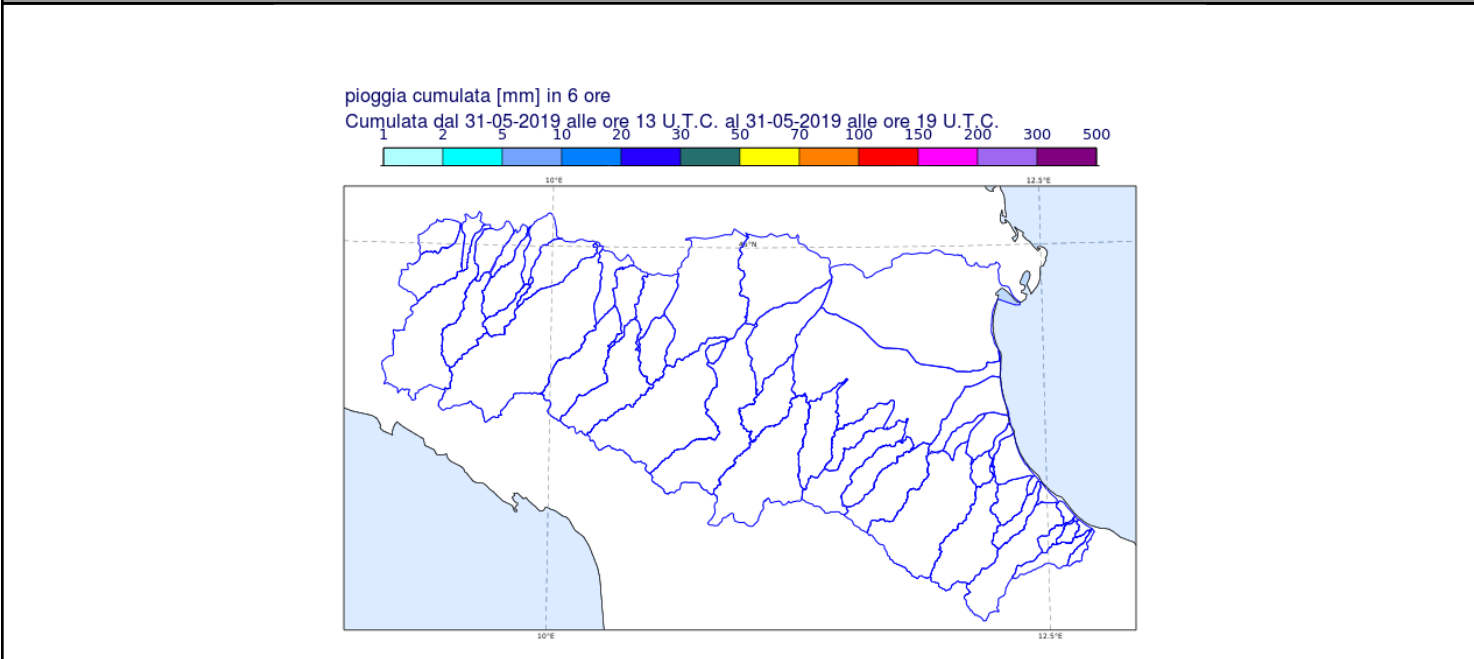 pioggia cumulata [mm] in 6 ore
Cumulata dal 31-05-2019 alle ore 13 U.T.C. al 31-05-2019 alle ore 19 U.T.C.
1 2 5 10 20 30 50 70 100 150 200 300 500
10°E 12.5°E
10°E 12.5°E